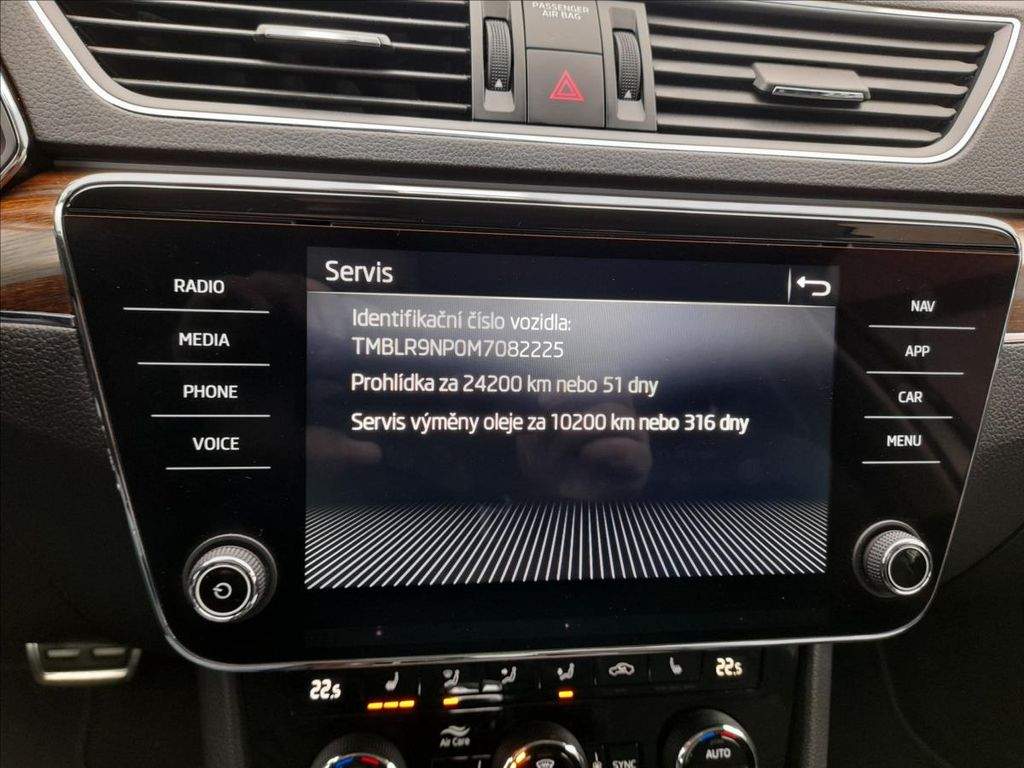 PASSENGER
AIR BAG
Servis
RADIO
MEDIA
PHONE
VOICE
Identifikační číslo vozidla:
TMBLR9NP0M7082225
Prohlídka za 24200 km nebo 51 dny
Servis výměny oleje za 10200 km nebo 316 dny
NAV
APP
CAR
MENU
22.5
22.5
Air Care
SYNC
AUTO